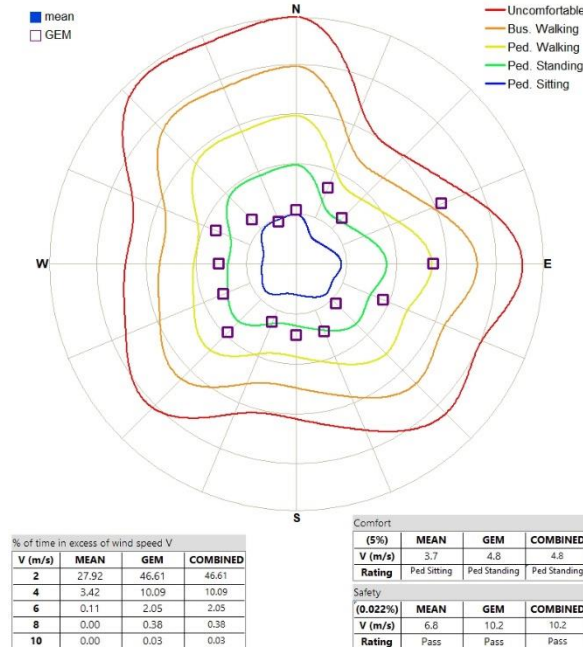 mean
GEM
N
Uncomfortable
Bus. Walking
Ped. Walking
Ped. Standing
Ped. Sitting
W
E
S
% of time in excess of wind speed V
V (m/s) MEAN GEM COMBINED
2 27.92 46.61 46.61
4 3.42 10.09 10.09
6 0.11 2.05 2.05
8 0.00 0.38 0.38
10 0.00 0.03 0.03
Comfort
(5%) MEAN GEM COMBINED
V (m/s) 3.7 4.8 4.8
Rating Ped Sitting Ped Standing Ped Standing
Safety
(0.022%) MEAN GEM COMBINED
V (m/s) 6.8 10.2 10.2
Rating Pass Pass Pass